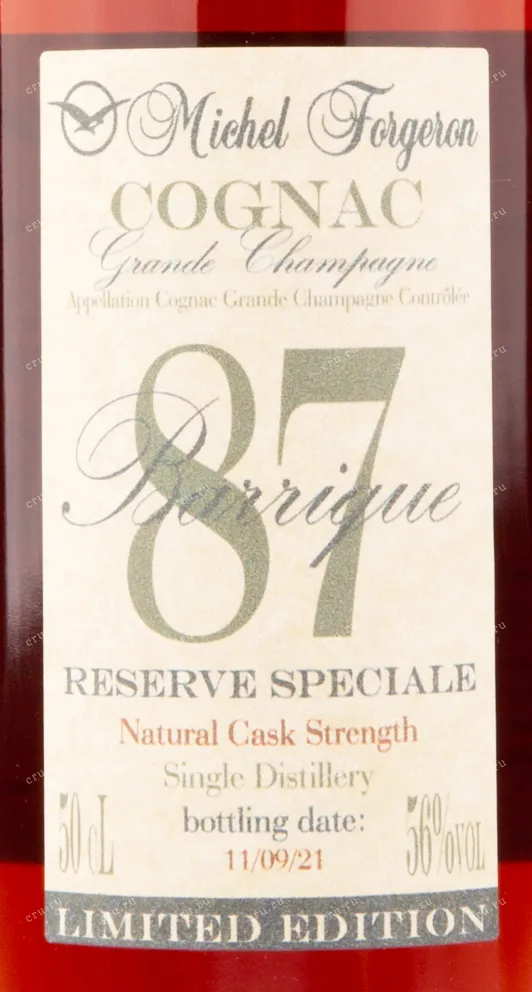 Michel Forgeron
COGNAC
Grande Champagne
Appellation Cognac Grande Champagne Contrôlée
87
Barrique
RESERVE SPECIALE
Natural Cask Strength
Single Distillery
50 cL
bottling date:
11/09/21
56%VOL
LIMITED EDITION